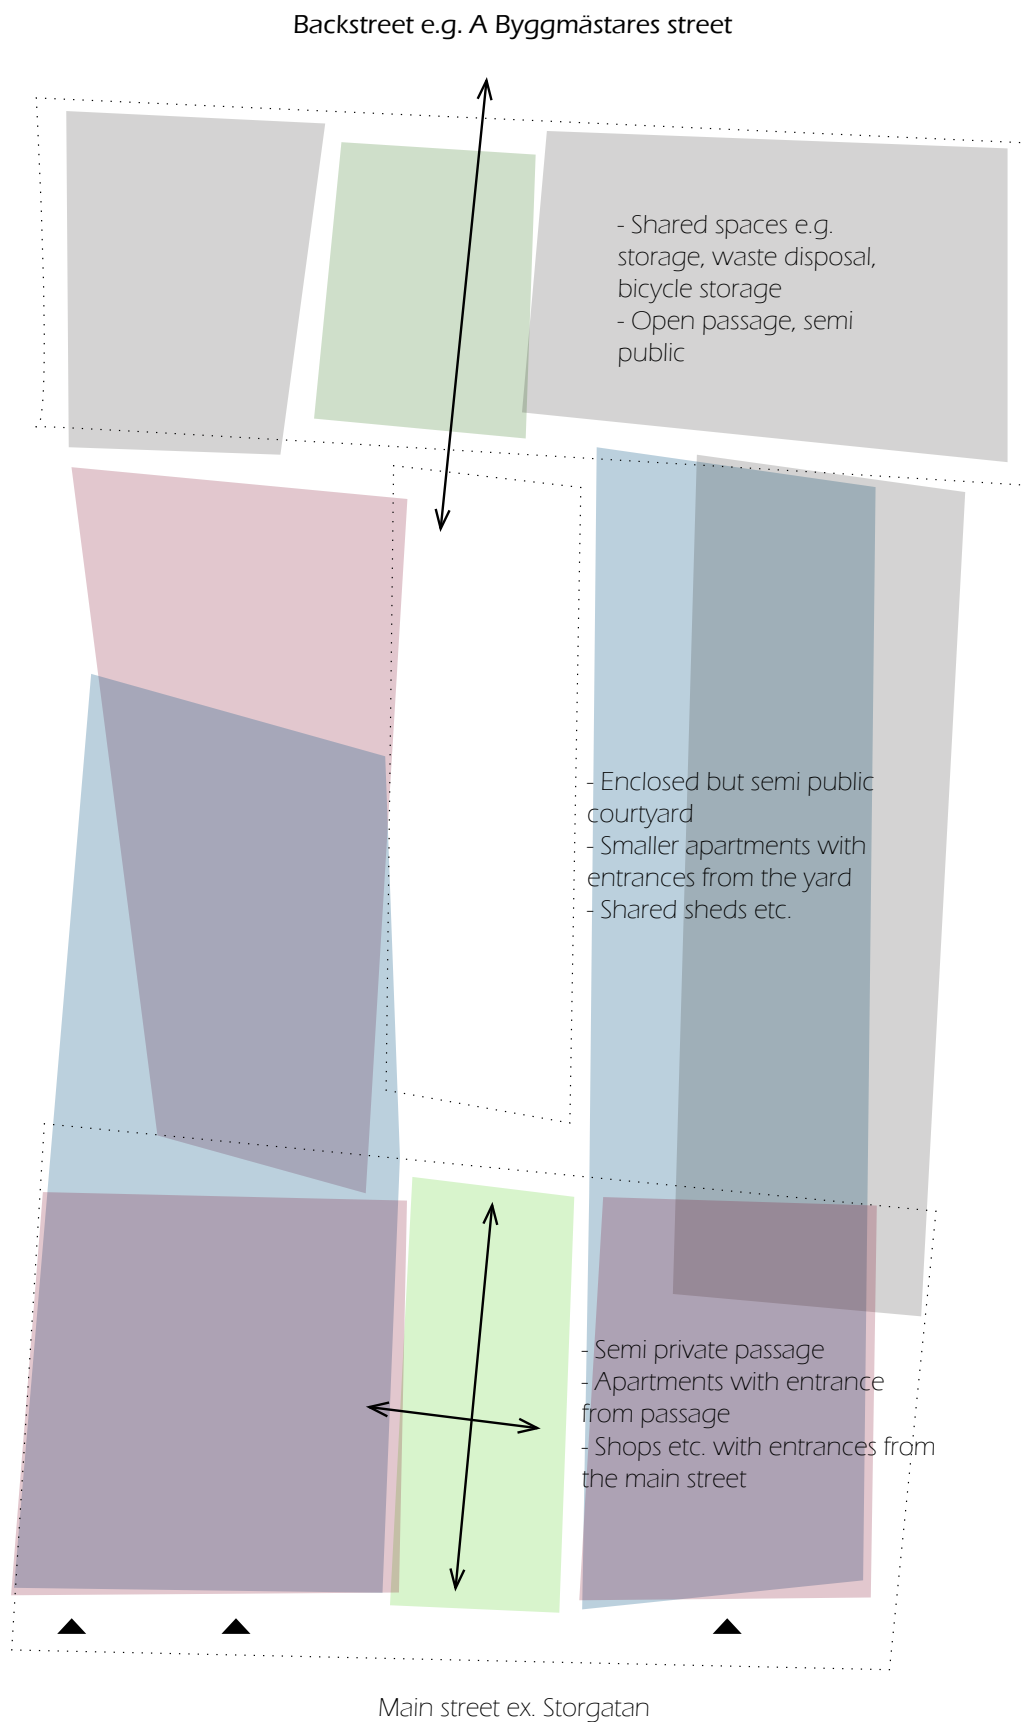 Backstreet e.g. A Byggmästares street
- Shared spaces e.g.
storage, waste disposal,
bicycle storage
- Open passage, semi
public
- Enclosed but semi public
courtyard
- Smaller apartments with
entrances from the yard
- Shared sheds etc.
- Semi private passage
- Apartments with entrance
from passage
- Shops etc. with entrances from
the main street
Main street ex. Storgatan